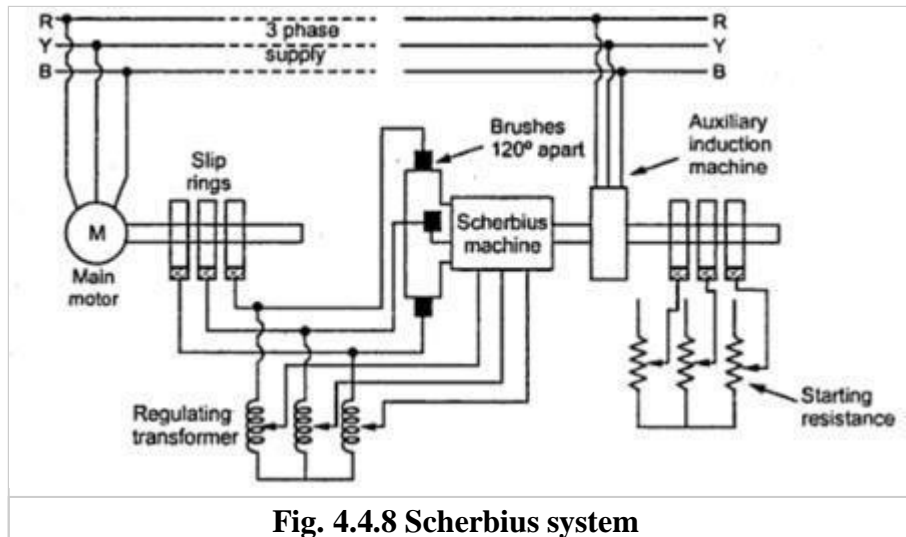 R
R
3 phase
Y
Y
supply
B
B
Brushes
120º apart
Auxiliary
induction
machine
Slip
rings
M
Scherbius
machine
Main
motor
Regulating
transformer
Starting
resistance
Fig. 4.4.8 Scherbius system